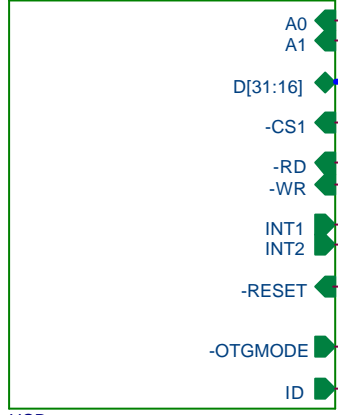 A0
A1
D[31:16]
-CS1
-RD
-WR
INT1
INT2
-RESET
-OTGMODE
ID